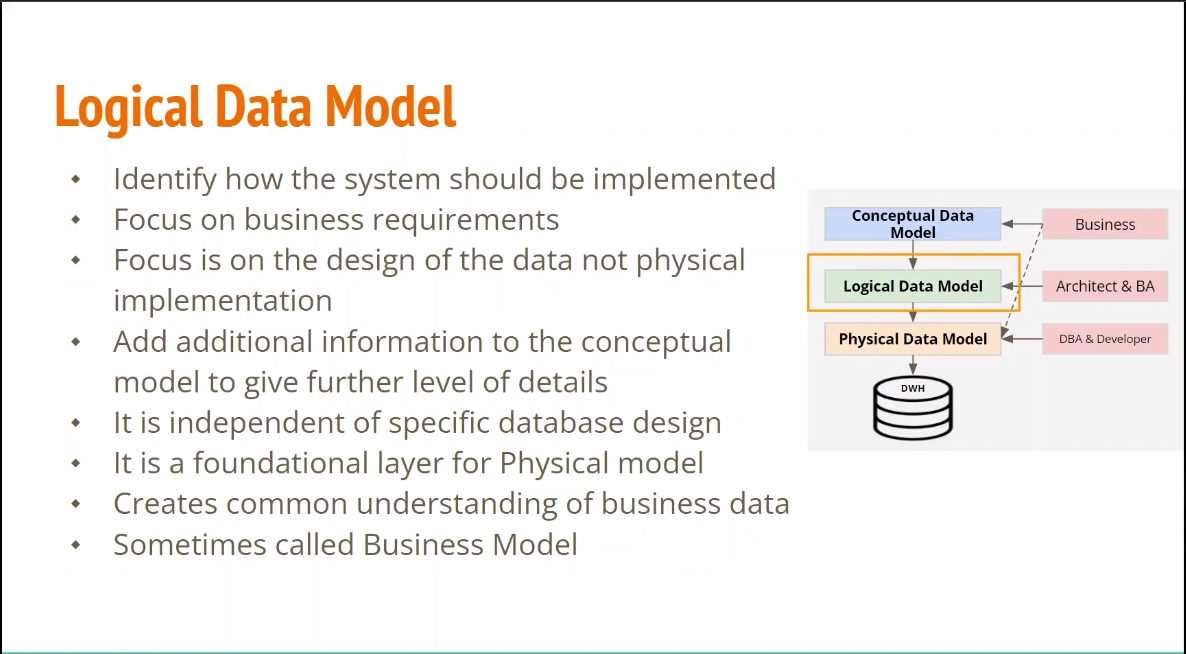 Logical Data Model
Identify how the system should be implemented
Focus on business requirements
Focus is on the design of the data not physical
implementation
Add additional information to the conceptual
model to give further level of details
It is independent of specific database design
It is a foundational layer for Physical model
Creates common understanding of business data
Sometimes called Business Model
Conceptual Data
Model
Business
Logical Data Model
Architect & BA
Physical Data Model
DBA & Developer
DWH